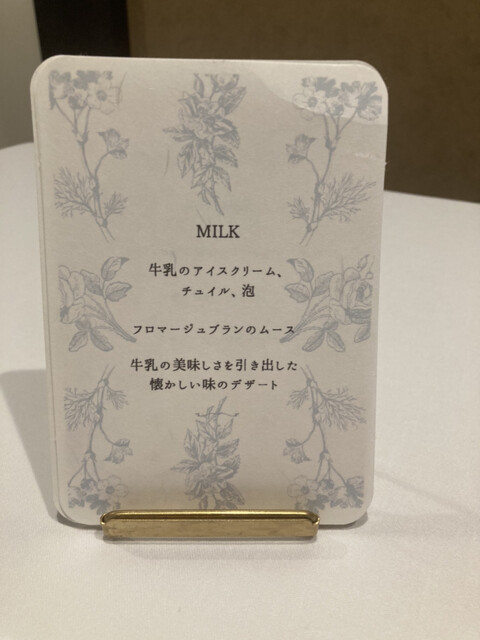 MILK
牛乳のアイスクリーム、
チュイル、泡
フロマージュブランのムース
牛乳の美味しさを引き出した
懐かしい味のデザート